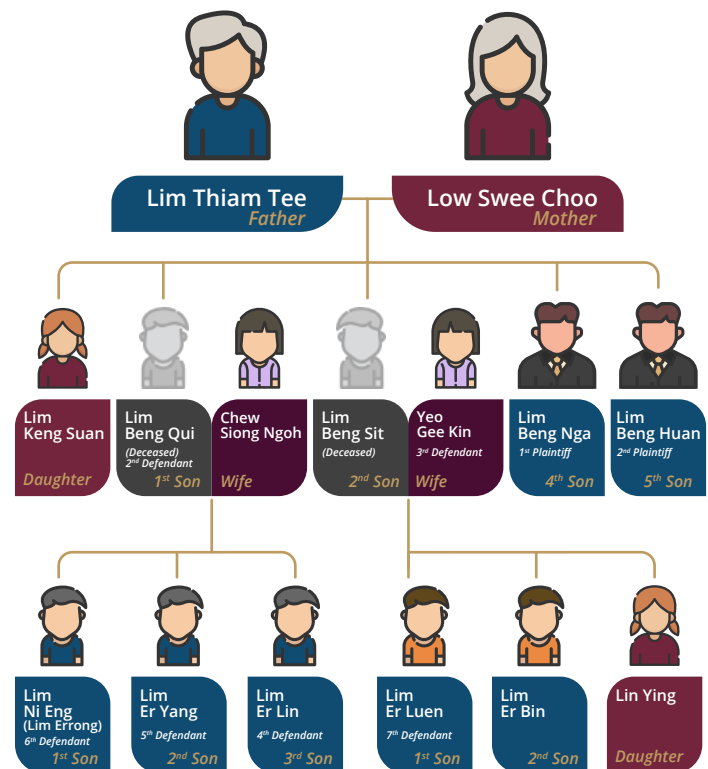 Lim Thiam Tee
Father
Low Swee Choo
Mother
Lim
Keng Suan
Daughter
Lim
Beng Qui
(Deceased)
2nd Defendant
1st Son
Chew
Siong Ngoh
Wife
Lim
Beng Sit
(Deceased)
2nd Son
Yeo
Gee Kin
3rd Defendant
Wife
Lim
Beng Nga
1st Plaintiff
4th Son
Lim
Beng Huan
2nd Plaintiff
5th Son
Lim
Ni Eng
(Lim Errong)
6th Defendant
1st Son
Lim
Er Yang
5th Defendant
2nd Son
Lim
Er Lin
4th Defendant
3rd Son
Lim
Er Luen
7th Defendant
1st Son
Lim
Er Bin
2nd Son
Lin Ying
Daughter